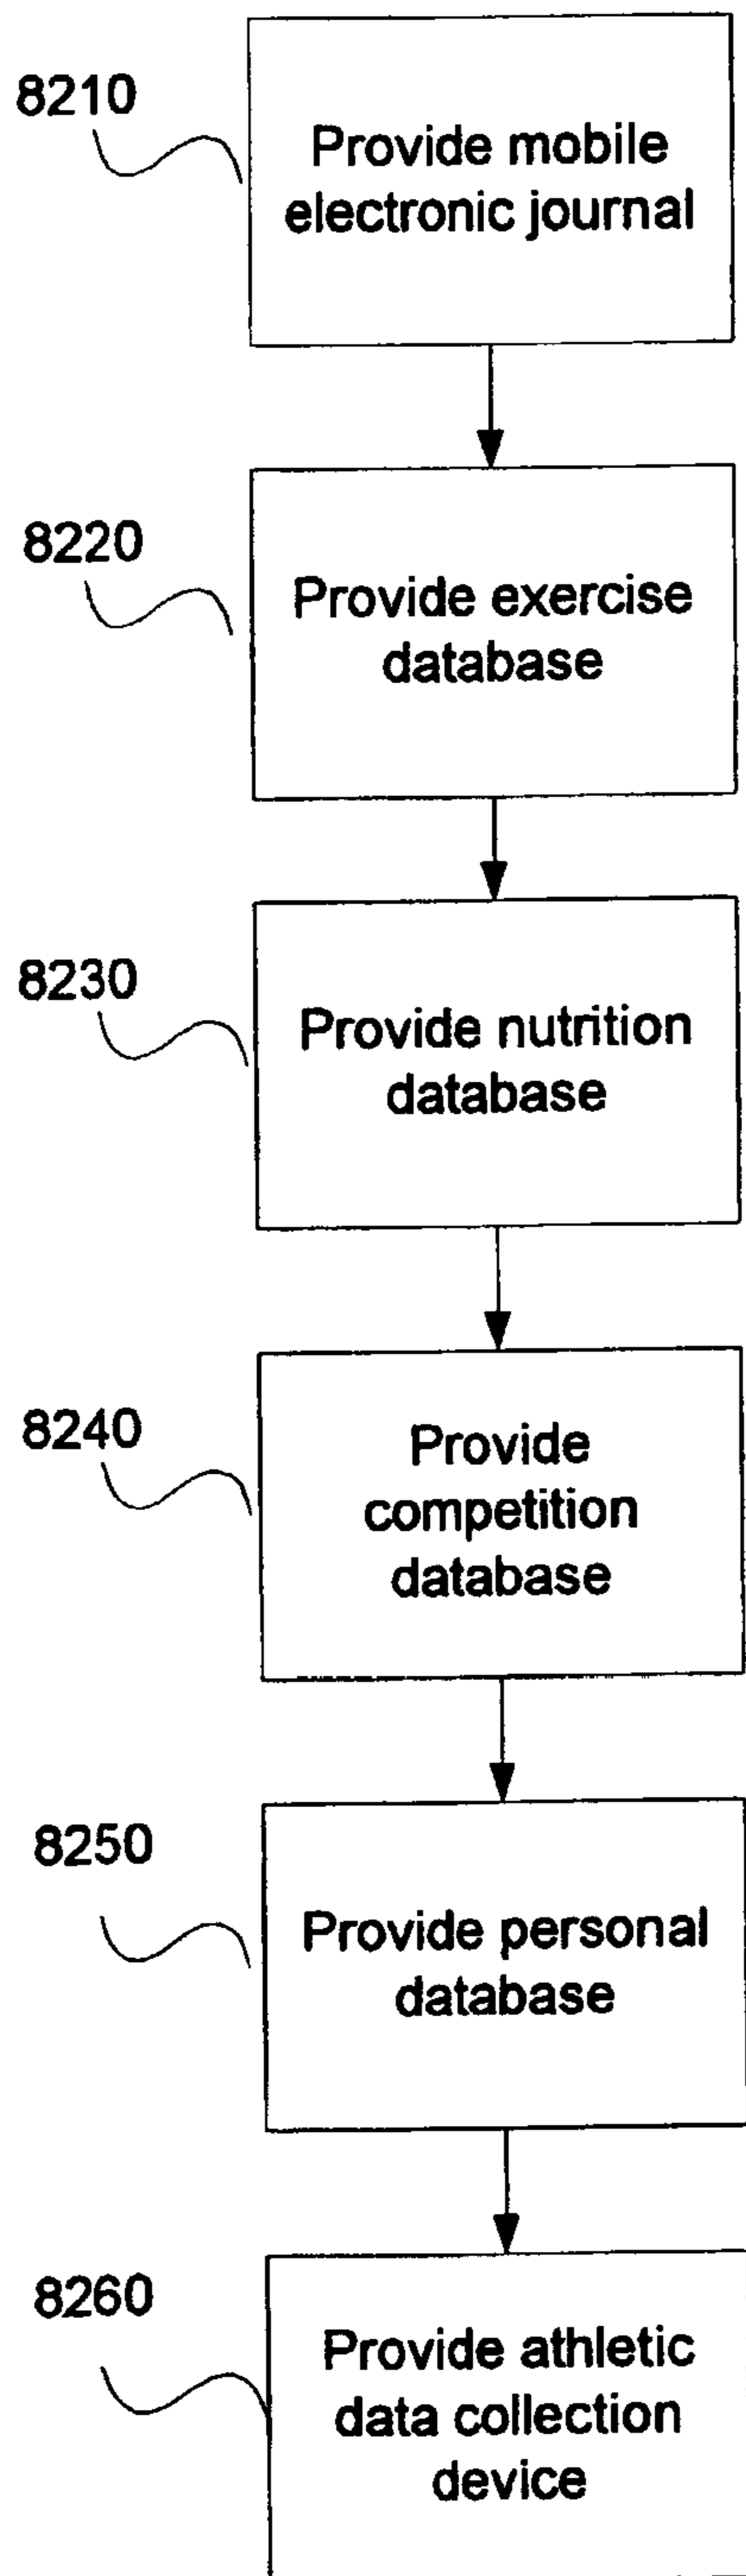 8210
Provide mobile
electronic journal
8220
Provide exercise
database
8230
Provide nutrition
database
8240
Provide
competition
database
8250
Provide personal
database
8260
Provide athletic
data collection
device